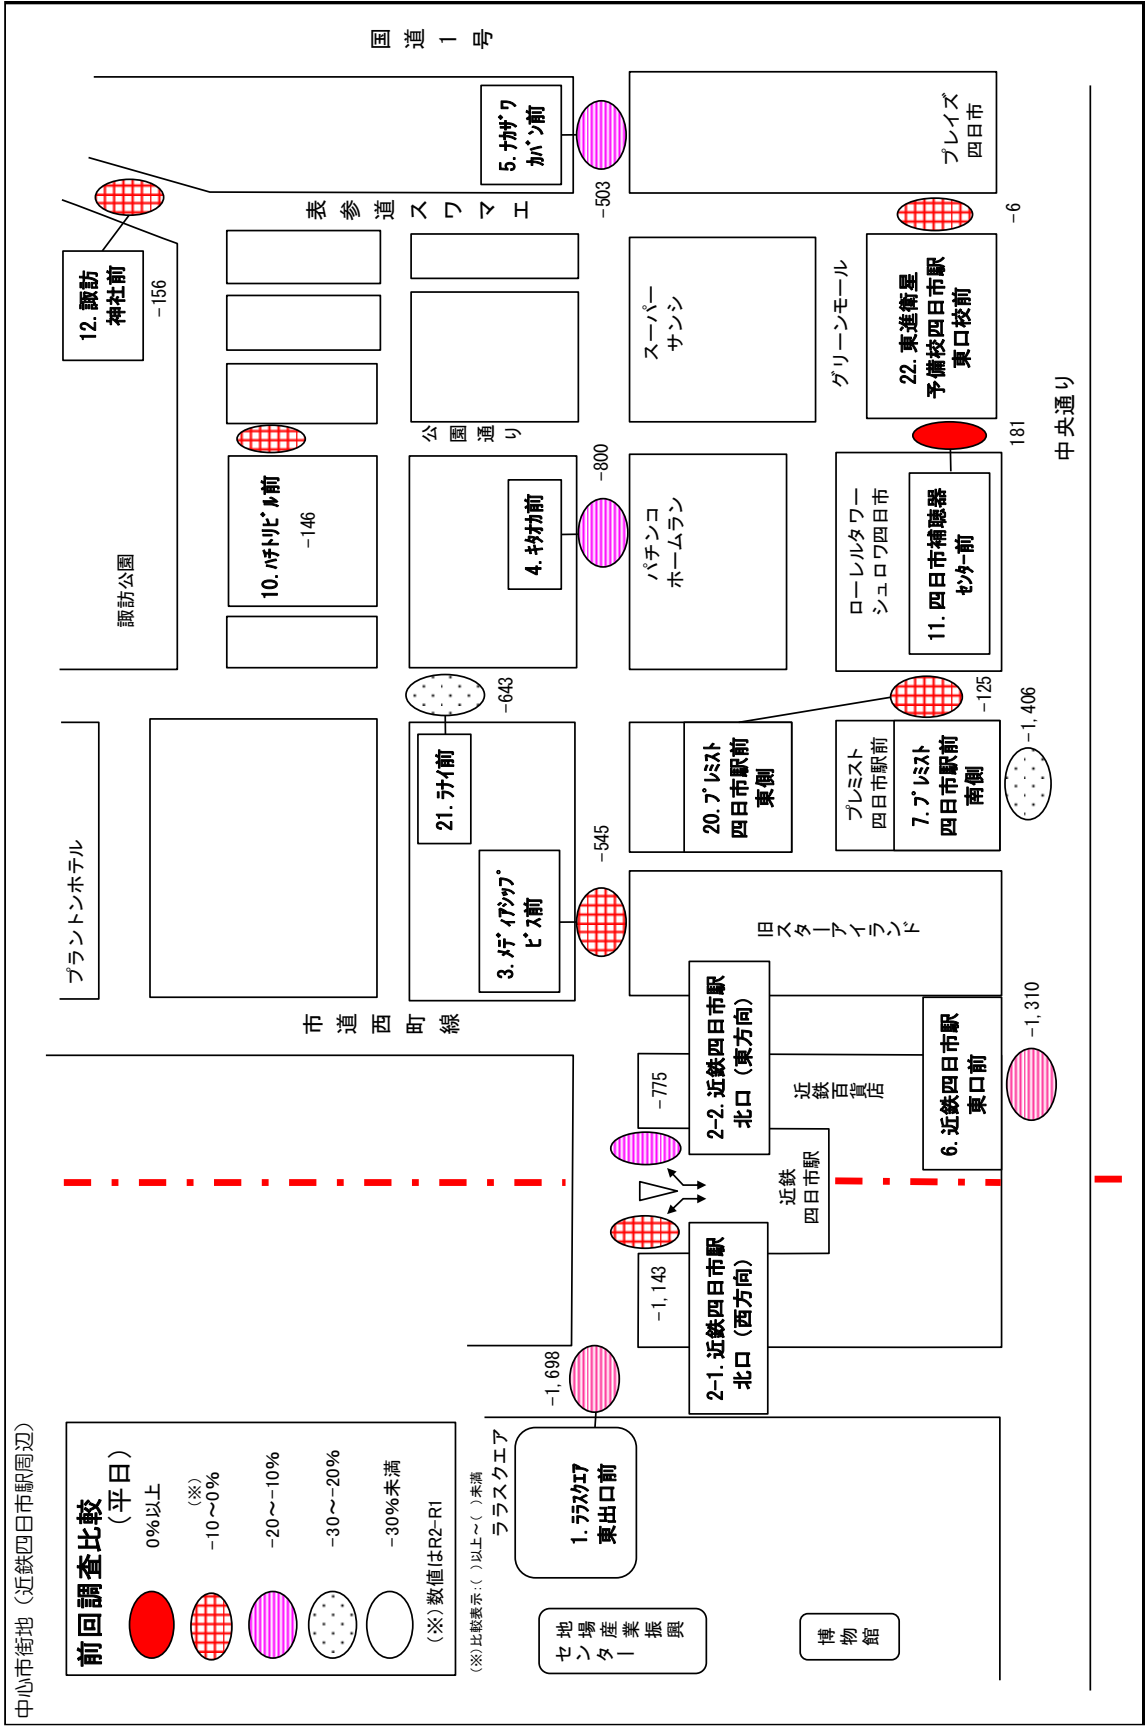 中心市街地（近鉄四日市駅周辺）
前回調査比較
（平日）
0%以上
(※)
-10～0%
-20～-10%
-30～-20%
-30%未満
(※)数値はR2-R1
(※)比較表示：( )以上～( )未満
プラントンホテル
諏訪公園
12. 諏訪
神社前
-156
国道1号
市道西町線
表参道スワマエ
10. ﾊﾁﾄﾘﾋﾞﾙ前
-146
公園通り
21. ﾗﾅｲ前
-643
3. ﾒﾃﾞｨｱｼｯﾌﾟ
ﾋﾞｽ前
-545
4. ｷﾀｵｶ前
-800
5. ﾅｶｻﾞﾜ
ｶﾊﾞﾝ前
-503
ララスクエア
1. ﾗﾗｽｸｴｱ
東出口前
-1,698
-1,143
2-1. 近鉄四日市駅
北口（西方向）
-775
2-2. 近鉄四日市駅
北口（東方向）
近鉄
四日市駅
近鉄
百貨店
旧スターアイランド
20. ﾌﾟﾚﾐｽﾄ
四日市駅前
東側
-125
パチンコ
ホームラン
スーパー
サンシ
グリーンモール
プレイズ
四日市
地場産業振興
センター
博物館
6. 近鉄四日市駅
東口前
-1,310
プレミスト
四日市駅前
7. ﾌﾟﾚﾐｽﾄ
四日市駅前
南側
-1,406
ローレルタワー
シュロワ四日市
11. 四日市補聴器
ｾﾝﾀｰ前
181
22. 東進衛星
予備校四日市駅
東口校前
-6
中央通り